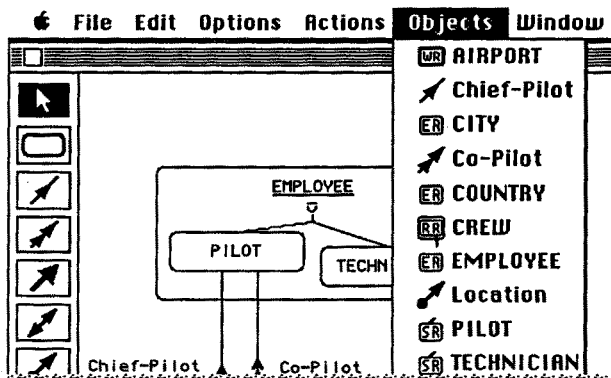 File Edit Options Actions Objects Window
WR AIRPORT
Chief-Pilot
ER CITY
Co-Pilot
ER COUNTRY
RR CREW
ER EMPLOYEE
Location
SR PILOT
SR TECHNICIAN
EMPLOYEE
PILOT
TECHN
Chief-Pilot Co-Pilot